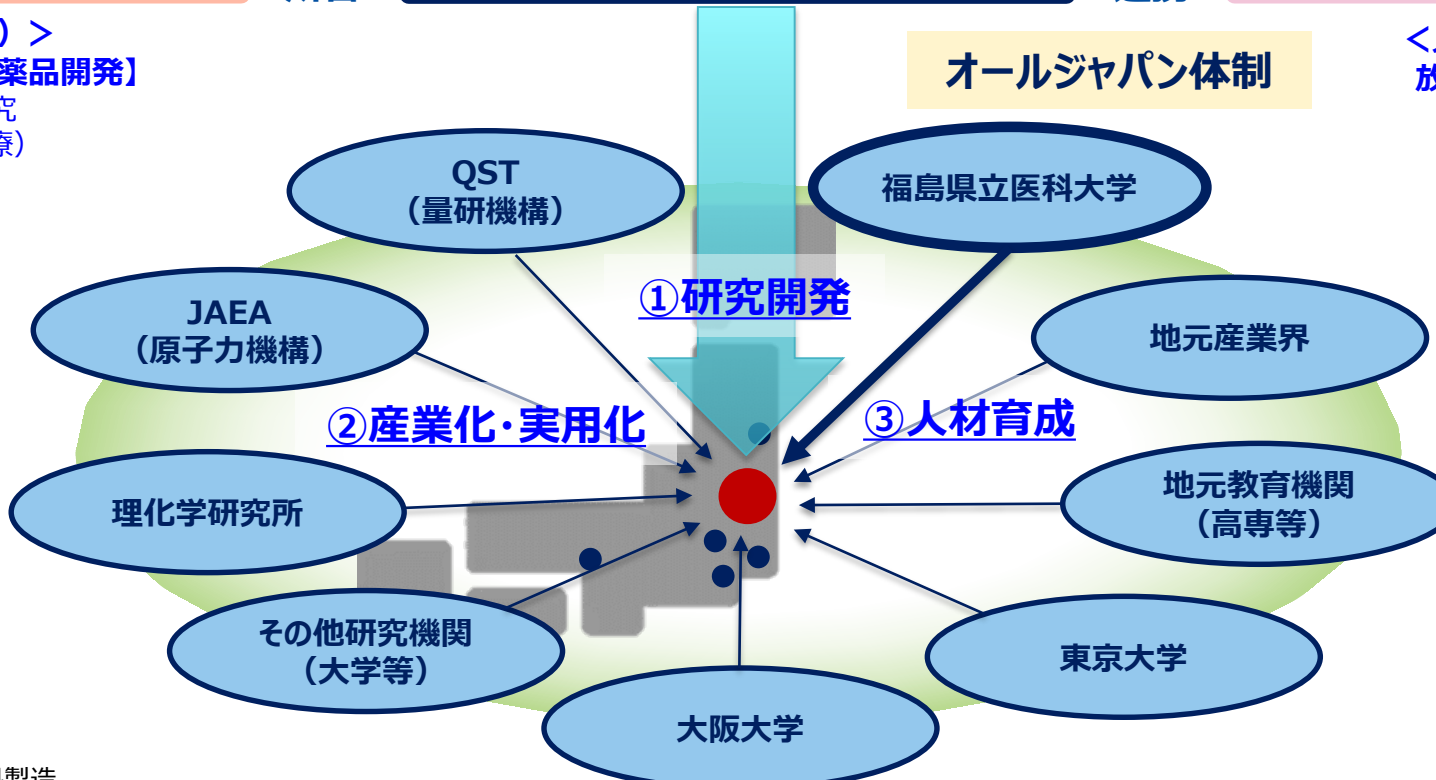 ）＞
薬品開発】
療）
オールジャパン体制
QST
（量研機構）
福島県立医科大学
①研究開発
JAEA
（原子力機構）
地元産業界
②産業化・実用化
③人材育成
理化学研究所
地元教育機関
（高専等）
その他研究機関
（大学等）
東京大学
大阪大学